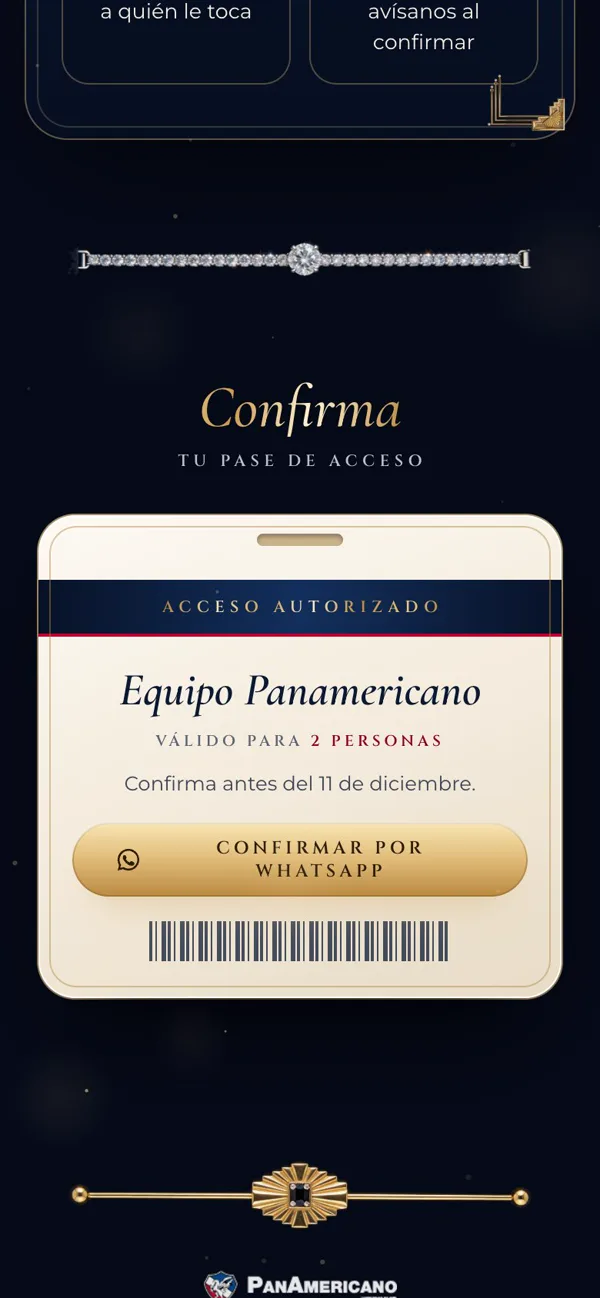 a quién le toca
avísanos al
confirmar
Confirma
TU PASE DE ACCESO
ACCESO AUTORIZADO
Equipo Panamericano
VÁLIDO PARA 2 PERSONAS
Confirma antes del 11 de diciembre.
CONFIRMAR POR
WHATSAPP
PANAMERICANO